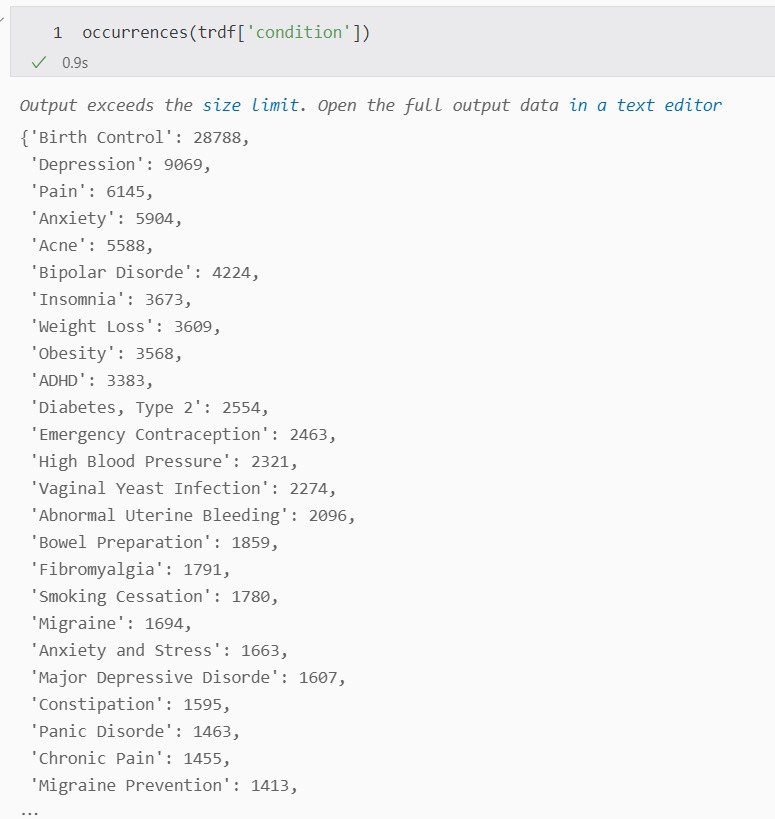 1 occurrences(trdf['condition'])
0.9s
Output exceeds the size limit. Open the full output data in a text editor
{'Birth Control': 28788,
'Depression': 9069,
'Pain': 6145,
'Anxiety': 5904,
'Acne': 5588,
'Bipolar Disorde': 4224,
'Insomnia': 3673,
'Weight Loss': 3609,
'Obesity': 3568,
'ADHD': 3383,
'Diabetes, Type 2': 2554,
'Emergency Contraception': 2463,
'High Blood Pressure': 2321,
'Vaginal Yeast Infection': 2274,
'Abnormal Uterine Bleeding': 2096,
'Bowel Preparation': 1859,
'Fibromyalgia': 1791,
'Smoking Cessation': 1780,
'Migraine': 1694,
'Anxiety and Stress': 1663,
'Major Depressive Disorde': 1607,
'Constipation': 1595,
'Panic Disorde': 1463,
'Chronic Pain': 1455,
'Migraine Prevention': 1413,
...